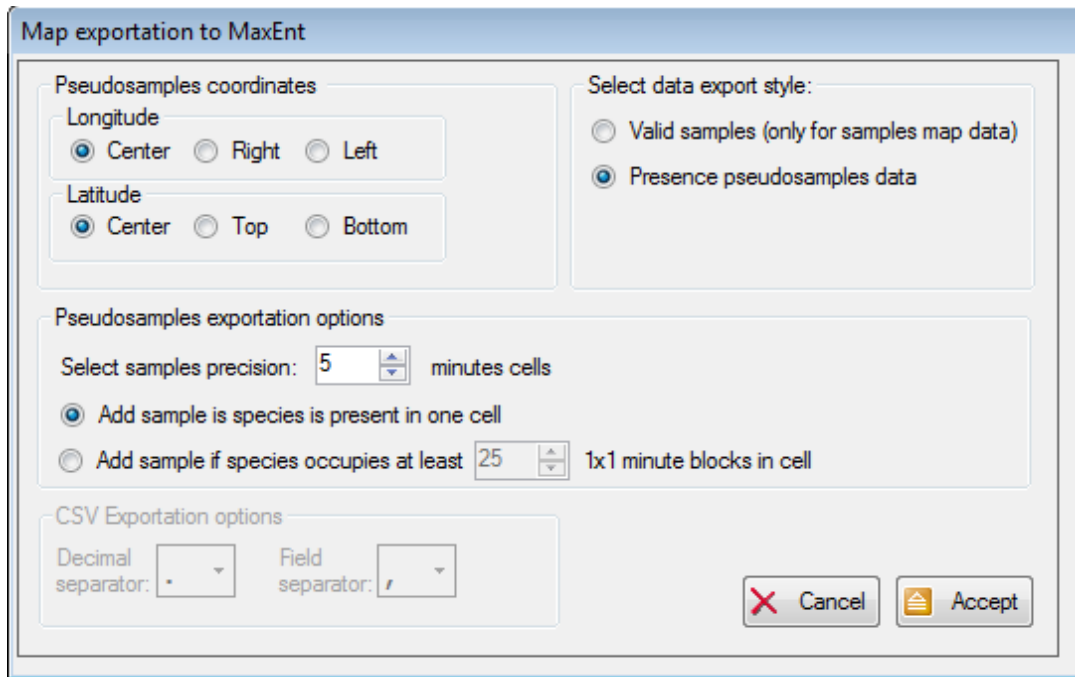 Map exportation to MaxEnt
Pseudosamples coordinates
Longitude
Center Right Left
Latitude
Center Top Bottom
Select data export style:
Valid samples (only for samples map data)
Presence pseudosamples data
Pseudosamples exportation options
Select samples precision: 5 minutes cells
Add sample is species is present in one cell
Add sample if species occupies at least 25 1x1 minute blocks in cell
CSV Exportation options
Decimal separator: .
Field separator: ,
Cancel Accept